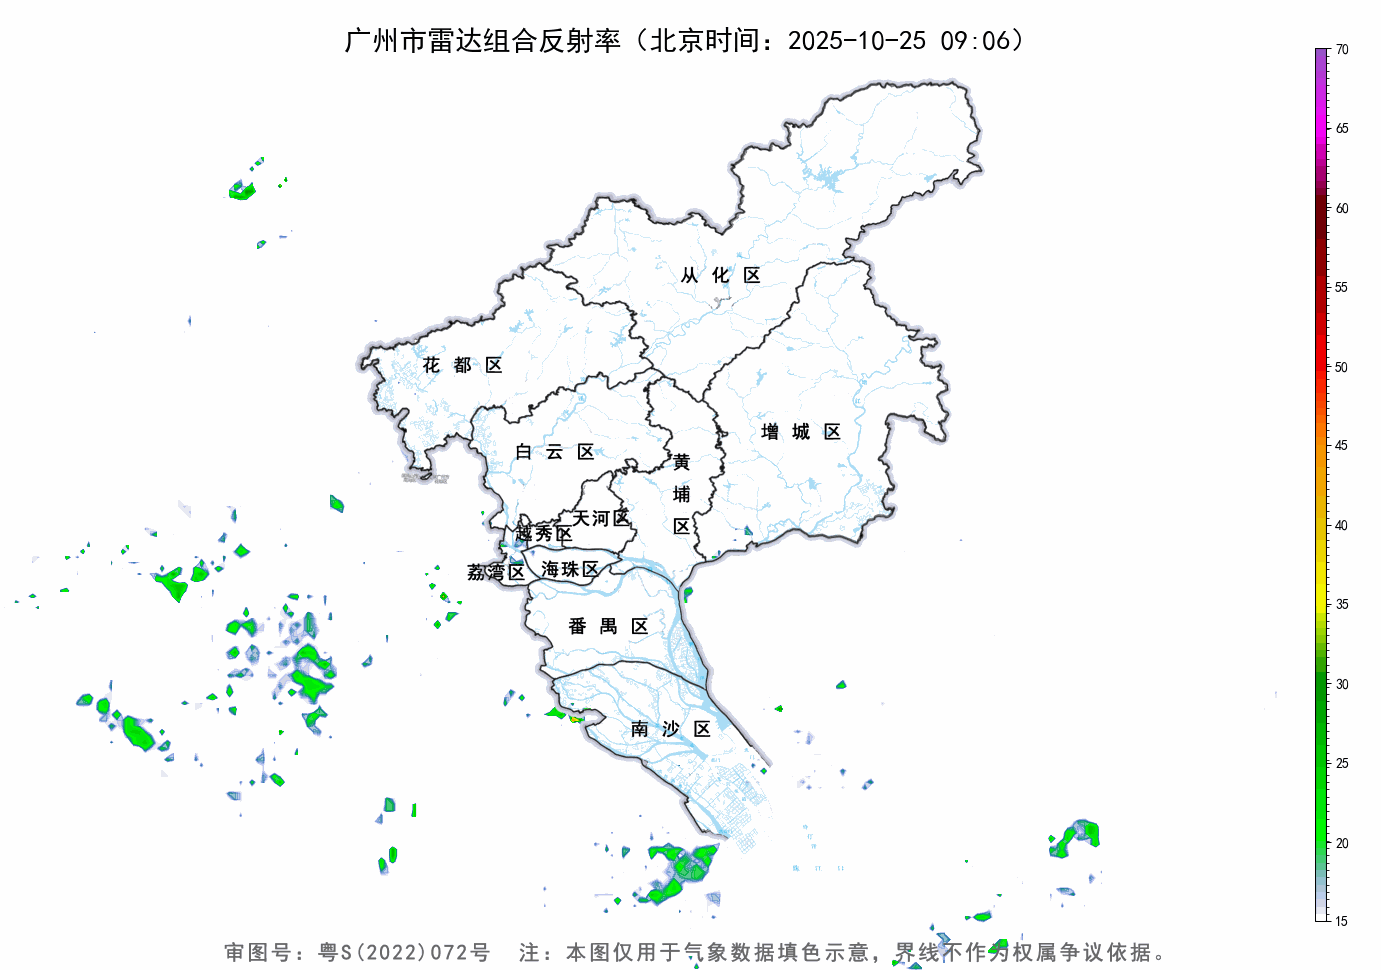 广州市雷达组合反射率（北京时间：2025-10-25 09:06）
70
65
60
55
50
45
40
35
30
25
20
15
从化区
花都区
增城区
白云区
黄埔区
天河区
越秀区
海珠区
荔湾区
番禺区
南沙区
审图号：粤S(2022)072号 注：本图仅用于气象数据填色示意，界线不作为权属争议依据。